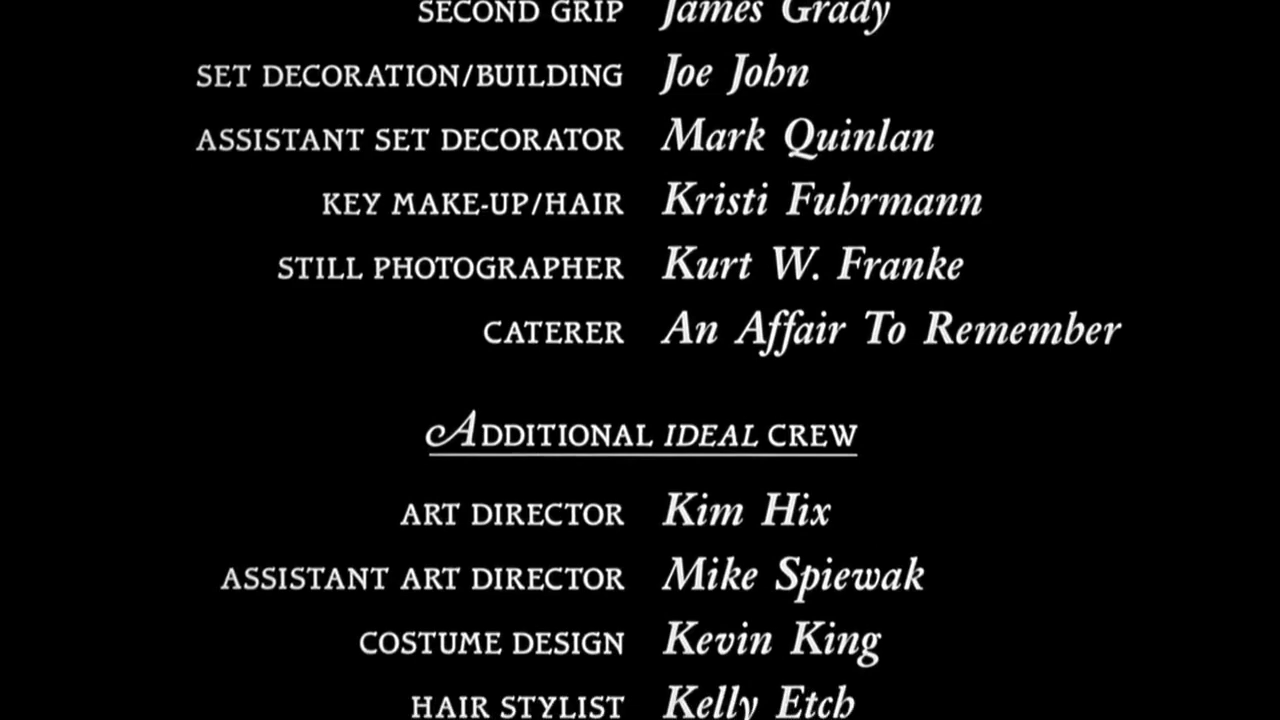 SECOND GRIP James Grady
SET DECORATION/BUILDING Joe John
ASSISTANT SET DECORATOR Mark Quinlan
KEY MAKE-UP/HAIR Kristi Fuhrmann
STILL PHOTOGRAPHER Kurt W. Franke
CATERER An Affair To Remember
ADDITIONAL IDEAL CREW
ART DIRECTOR Kim Hix
ASSISTANT ART DIRECTOR Mike Spiewak
COSTUME DESIGN Kevin King
HAIR STYLIST Kelly Etch